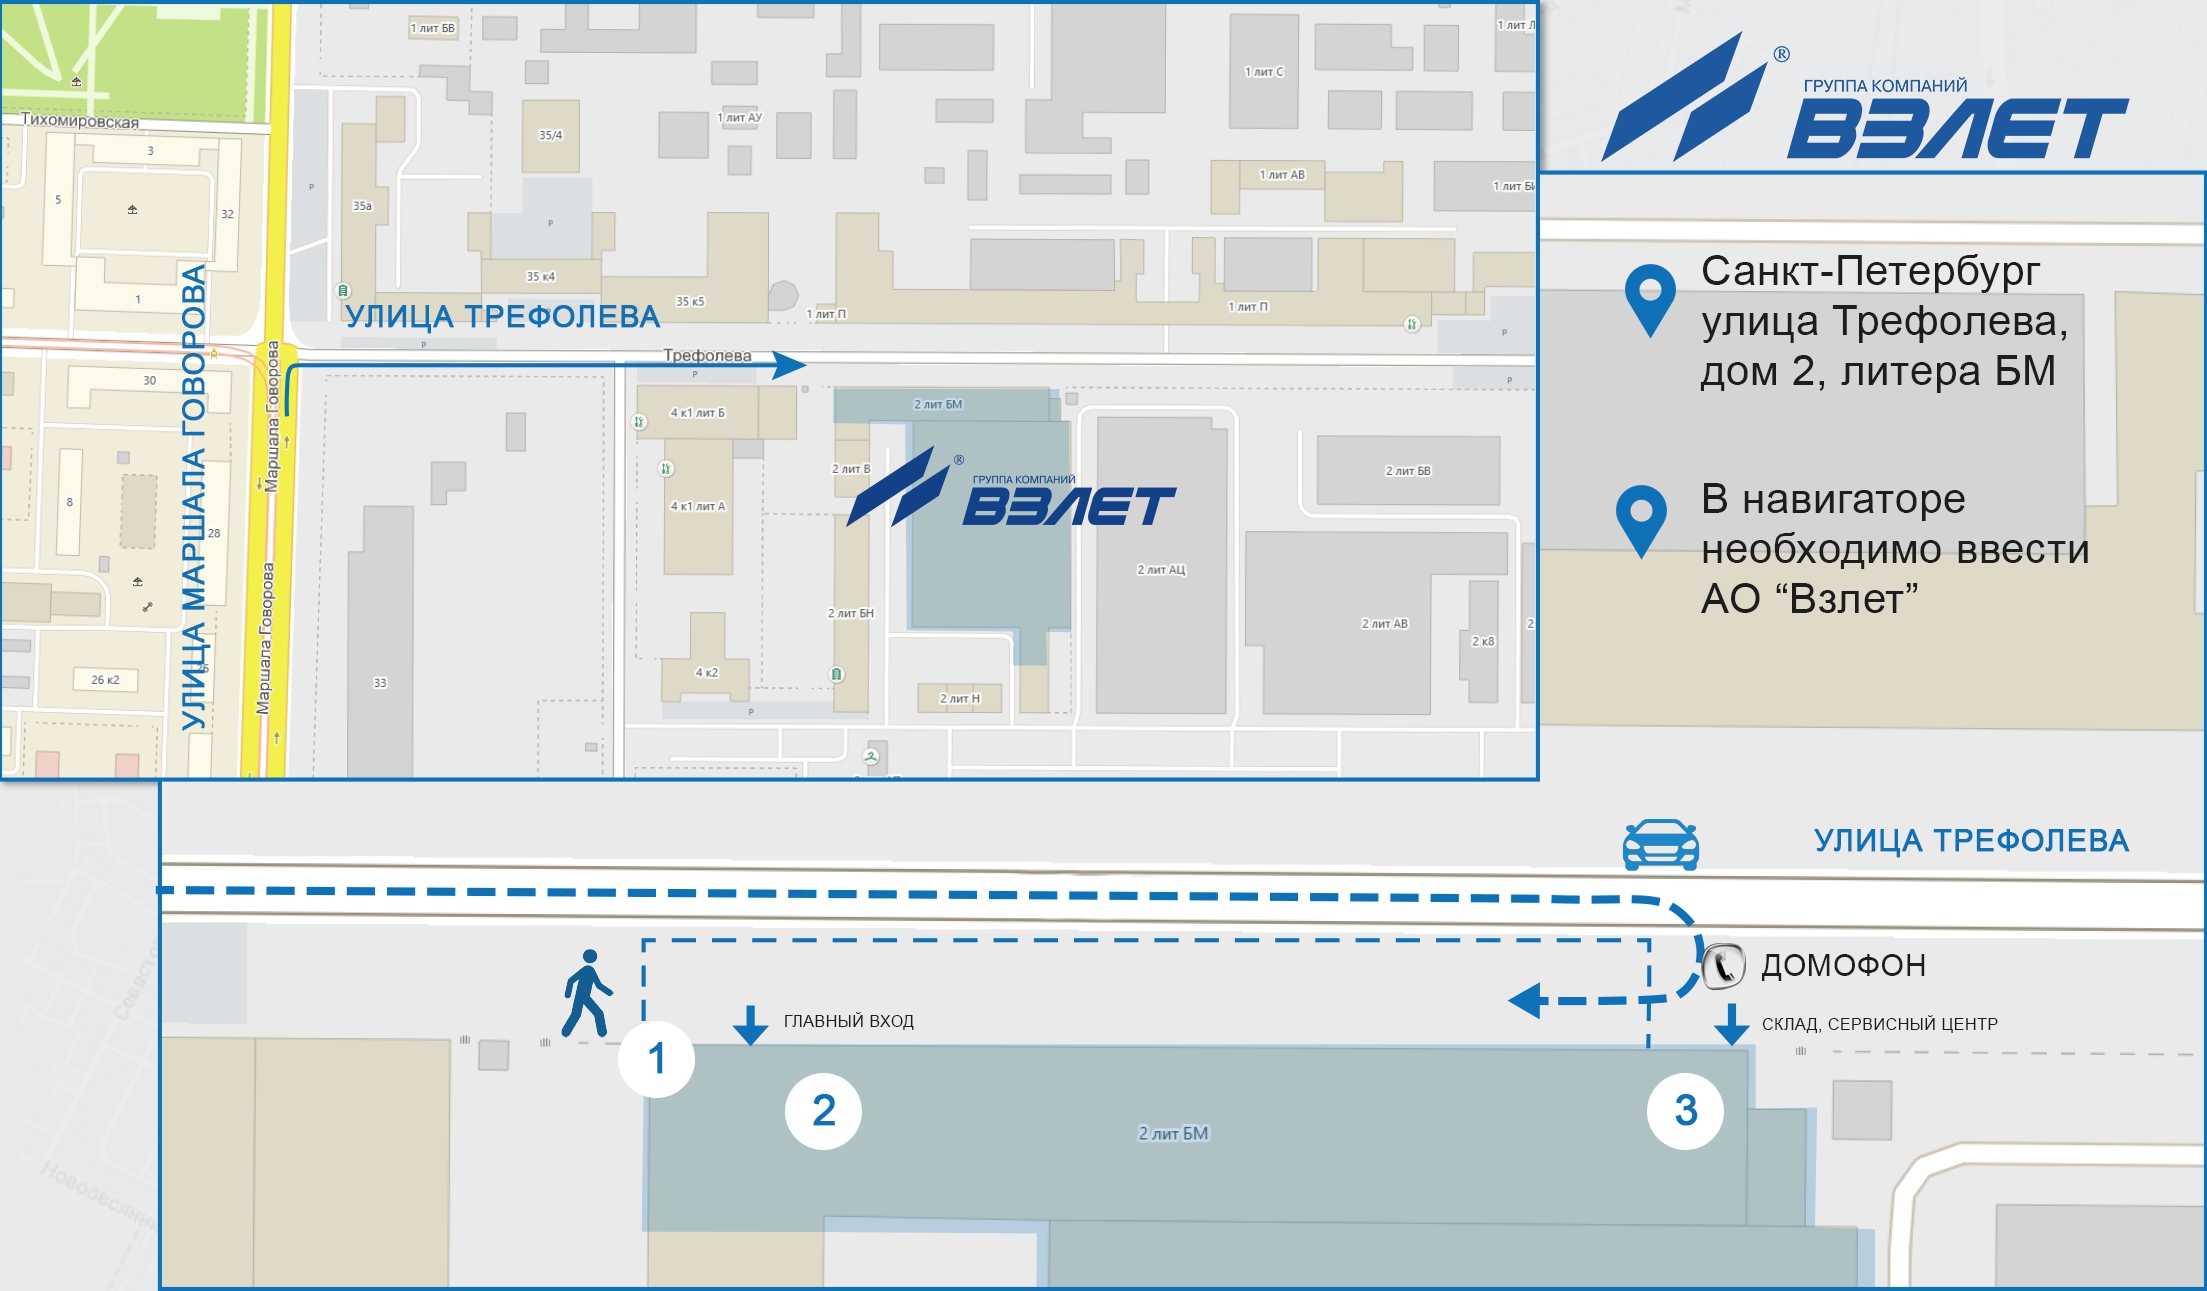 1 лит БВ
1 лит С
1 лит АУ
35/4
Тихомировская
3
5
32
35а
1 лит АВ
P
P
35 к4
35 к5
1 лит П
1 лит П
1
P
УЛИЦА ТРЕФОЛЕВА
P
Трефолева
УЛИЦА МАРШАЛА ГОВОРОВА
Маршала Говорова
Маршала Говорова
30
P
P
4 к1 лит Б
2 лит БМ
2 лит В
2 лит БВ
8
28
4 к1 лит А
®
ГРУППА КОМПАНИЙ
ВЗЛЕТ
2 лит АЦ
2 лит БН
2 лит АВ
2 к8
26 к2
33
4 к2
2 лит Н
P
®
ГРУППА КОМПАНИЙ
ВЗЛЕТ
Санкт-Петербург
улица Трефолева,
дом 2, литера БМ
В навигаторе
необходимо ввести
АО “Взлет”
УЛИЦА ТРЕФОЛЕВА
ДОМОФОН
ГЛАВНЫЙ ВХОД
СКЛАД, СЕРВИСНЫЙ ЦЕНТР
1
2
3
2 лит БМ